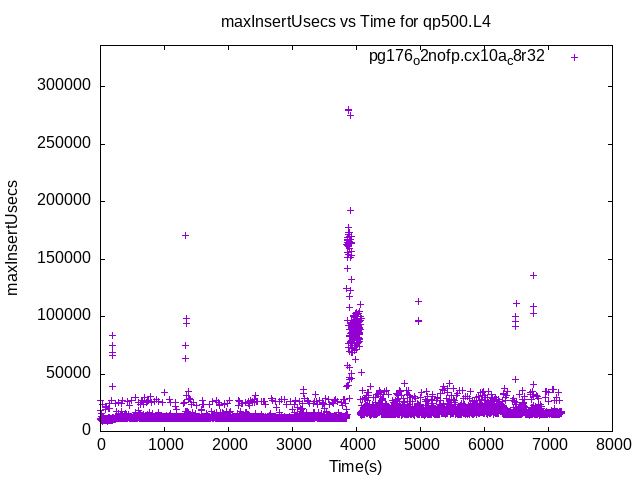 maxInsertUsecs vs Time for qp500.L4
pg176o2nofp.cx10ac8r32
300000
250000
200000
150000
100000
50000
0
maxInsertUsecs
0 1000 2000 3000 4000 5000 6000 7000 8000
Time(s)